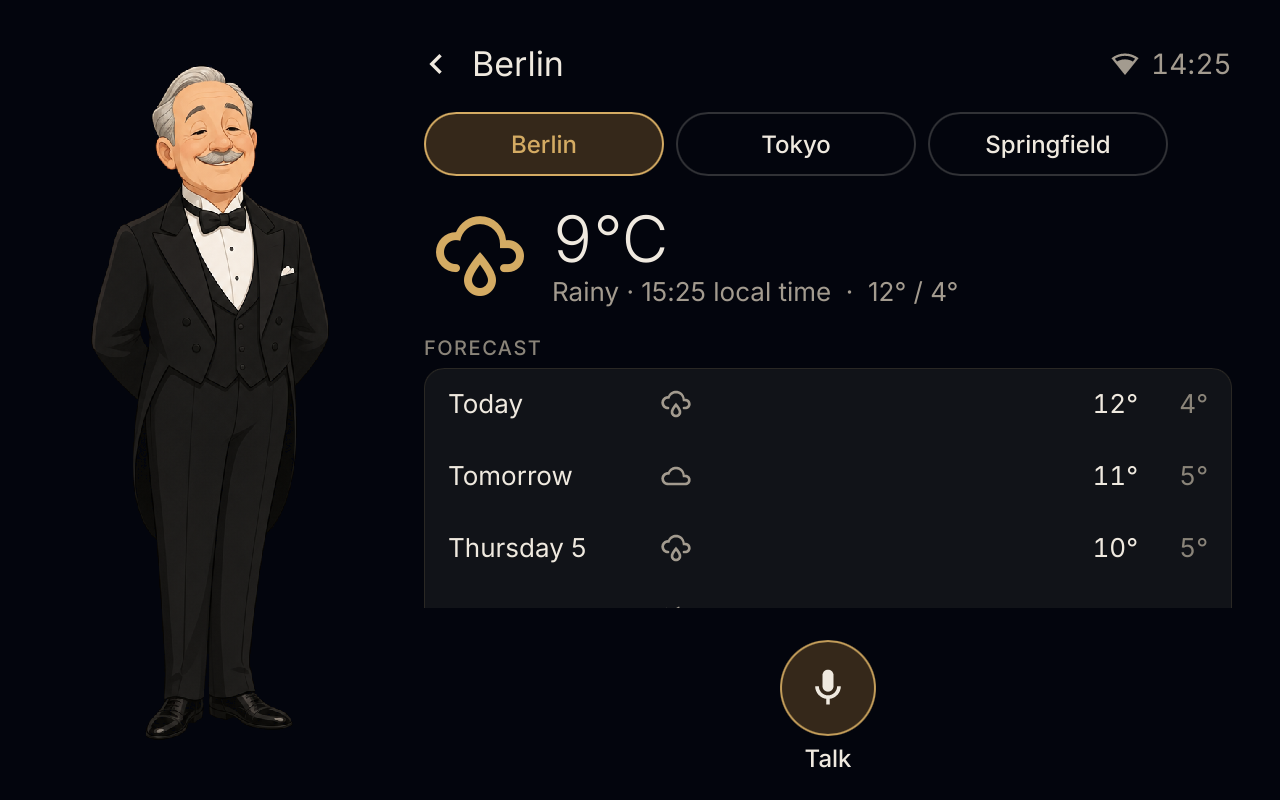 Berlin
14:25
Berlin
Tokyo
Springfield
9°C
Rainy · 15:25 local time · 12° / 4°
FORECAST
Today 12° 4°
Tomorrow 11° 5°
Thursday 5 10° 5°
Talk